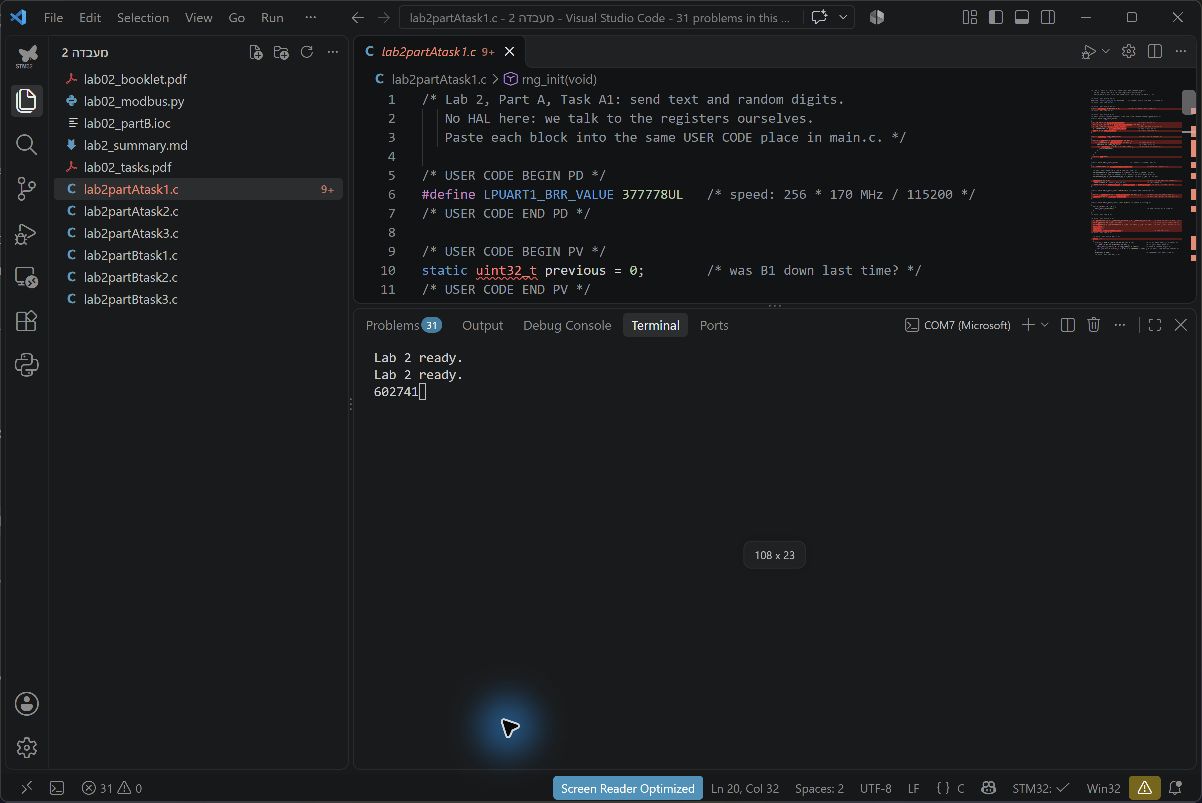 File Edit Selection View Go Run ··· lab2partAtask1.c - מעבדה 2 - Visual Studio Code - 31 problems in this ...
STM32
מעבדה 2
lab02_booklet.pdf
lab02_modbus.py
lab02_partB.ioc
lab2_summary.md
lab02_tasks.pdf
lab2partAtask1.c 9+
lab2partAtask2.c
lab2partAtask3.c
lab2partBtask1.c
lab2partBtask2.c
lab2partBtask3.c
lab2partAtask1.c 9+
lab2partAtask1.c > rng_init(void)
1 /* Lab 2, Part A, Task A1: send text and random digits.
2 No HAL here: we talk to the registers ourselves.
3 Paste each block into the same USER CODE place in main.c. */
4
5 /* USER CODE BEGIN PD */
6 #define LPUART1_BRR_VALUE 377778UL /* speed: 256 * 170 MHz / 115200 */
7 /* USER CODE END PD */
8
9 /* USER CODE BEGIN PV */
10 static uint32_t previous = 0; /* was B1 down last time? */
11 /* USER CODE END PV */
Problems 31 Output Debug Console Terminal Ports COM7 (Microsoft)
Lab 2 ready.
Lab 2 ready.
602741
108 x 23
31 0 Screen Reader Optimized Ln 20, Col 32 Spaces: 2 UTF-8 LF { } C STM32: Win32